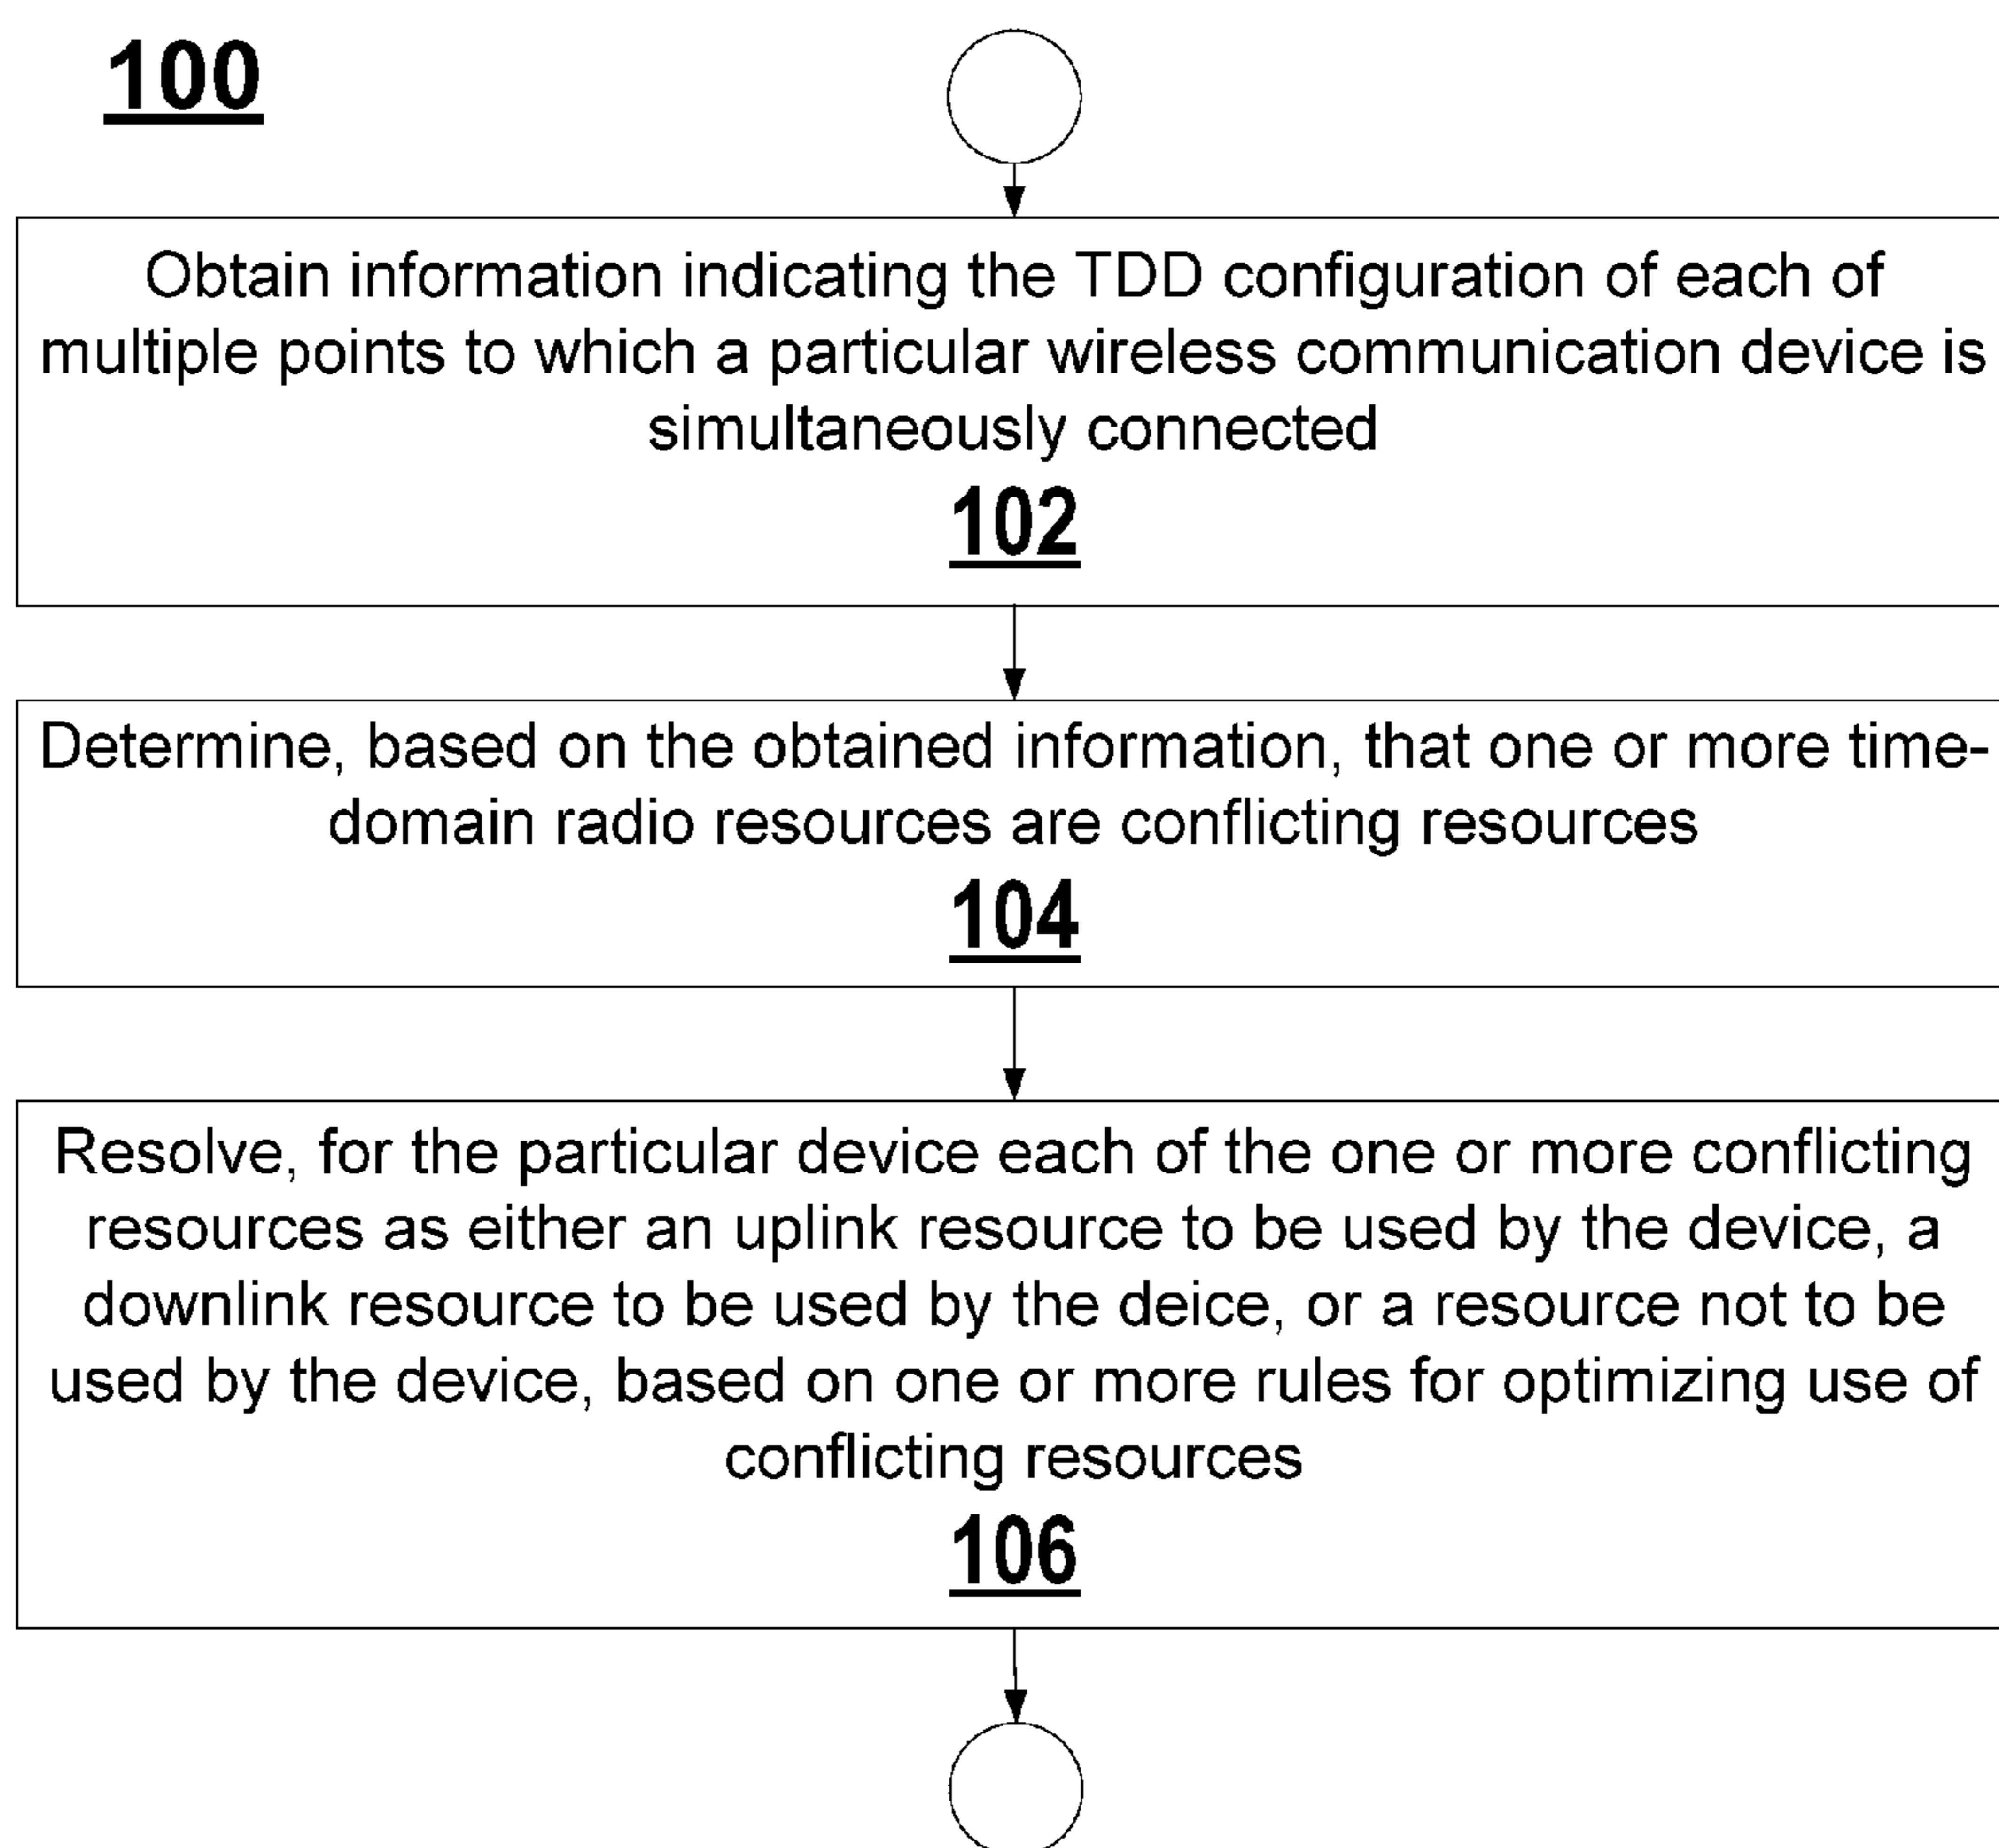 100
Obtain information indicating the TDD configuration of each of
multiple points to which a particular wireless communication device is
simultaneously connected
102
Determine, based on the obtained information, that one or more time-
domain radio resources are conflicting resources
104
Resolve, for the particular device each of the one or more conflicting
resources as either an uplink resource to be used by the device, a
downlink resource to be used by the deice, or a resource not to be
used by the device, based on one or more rules for optimizing use of
conflicting resources
106